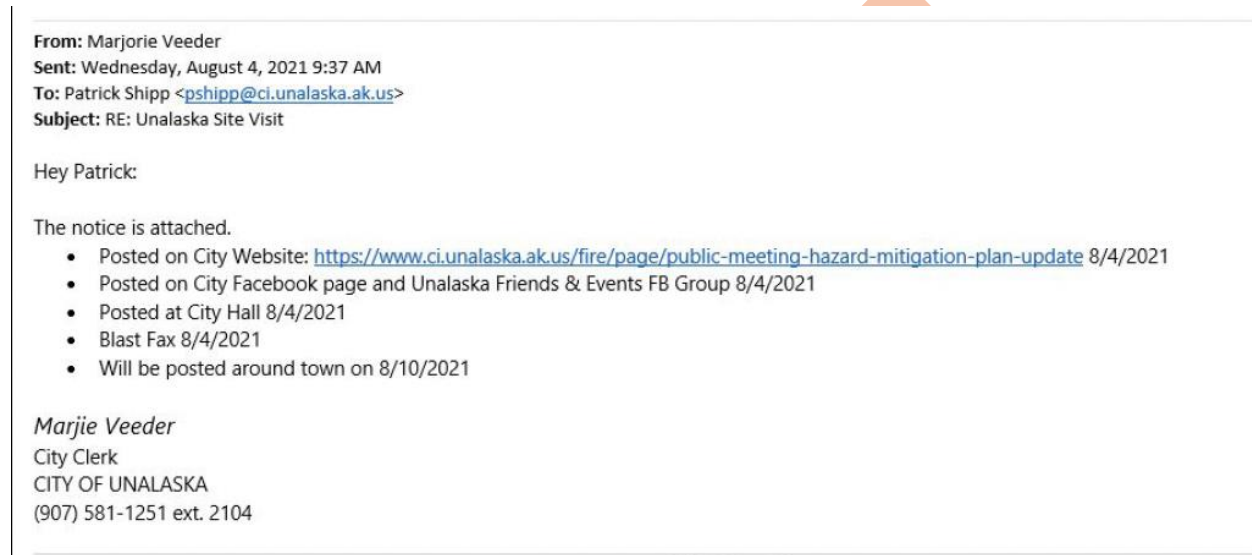 From: Marjorie Veeder
Sent: Wednesday, August 4, 2021 9:37 AM
To: Patrick Shipp <pshipp@ci.unalaska.ak.us>
Subject: RE: Unalaska Site Visit
Hey Patrick:
The notice is attached.
• Posted on City Website: https://www.ci.unalaska.ak.us/fire/page/public-meeting-hazard-mitigation-plan-update 8/4/2021
• Posted on City Facebook page and Unalaska Friends & Events FB Group 8/4/2021
• Posted at City Hall 8/4/2021
• Blast Fax 8/4/2021
• Will be posted around town on 8/10/2021
Marjie Veeder
City Clerk
CITY OF UNALASKA
(907) 581-1251 ext. 2104